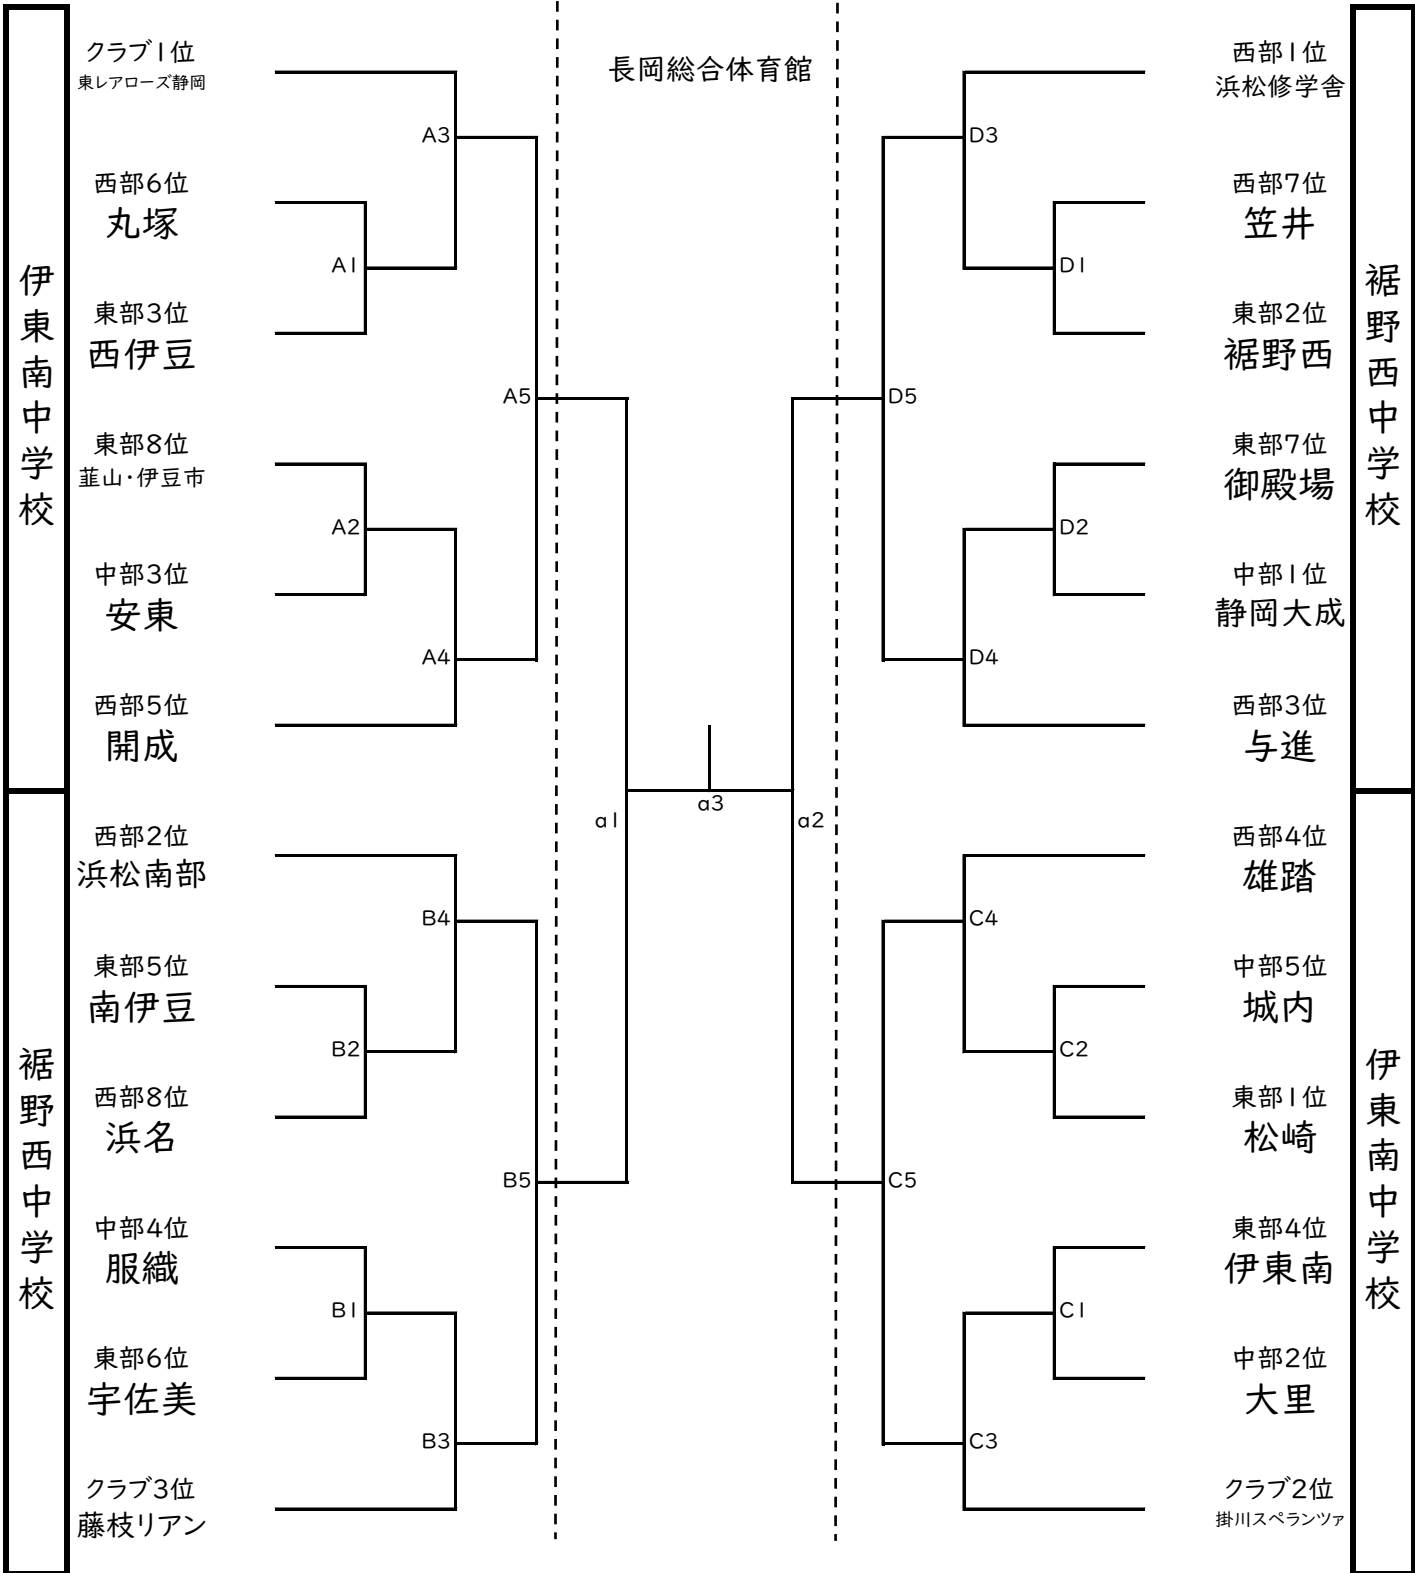 長岡総合体育館
伊東南中学校
クラブ1位
東レアローズ静岡
A3
西部6位
丸塚
A1
東部3位
西伊豆
A5
東部8位
韮山・伊豆市
A2
中部3位
安東
A4
西部5位
開成
裾野西中学校
西部2位
浜松南部
B4
東部5位
南伊豆
B2
西部8位
浜名
B5
中部4位
服織
B1
東部6位
宇佐美
B3
クラブ3位
藤枝リアン
a1
a3
a2
裾野西中学校
西部1位
浜松修学舎
D3
西部7位
笠井
D1
東部2位
裾野西
D5
東部7位
御殿場
D2
中部1位
静岡大成
D4
西部3位
与進
伊東南中学校
西部4位
雄踏
C4
中部5位
城内
C2
東部1位
松崎
C5
東部4位
伊東南
C1
中部2位
大里
C3
クラブ2位
掛川スペランツァ